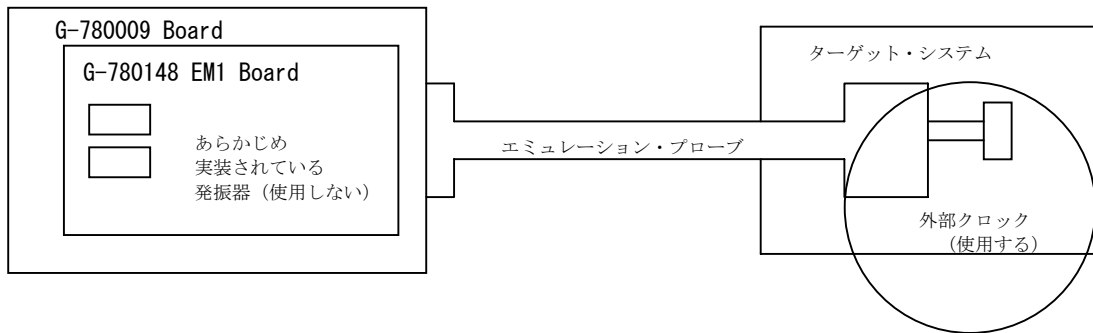 G-780009 Board
G-780148 EM1 Board
あらかじめ
実装されている
発振器（使用しない）
エミュレーション・プローブ
ターゲット・システム
外部クロック
（使用する）